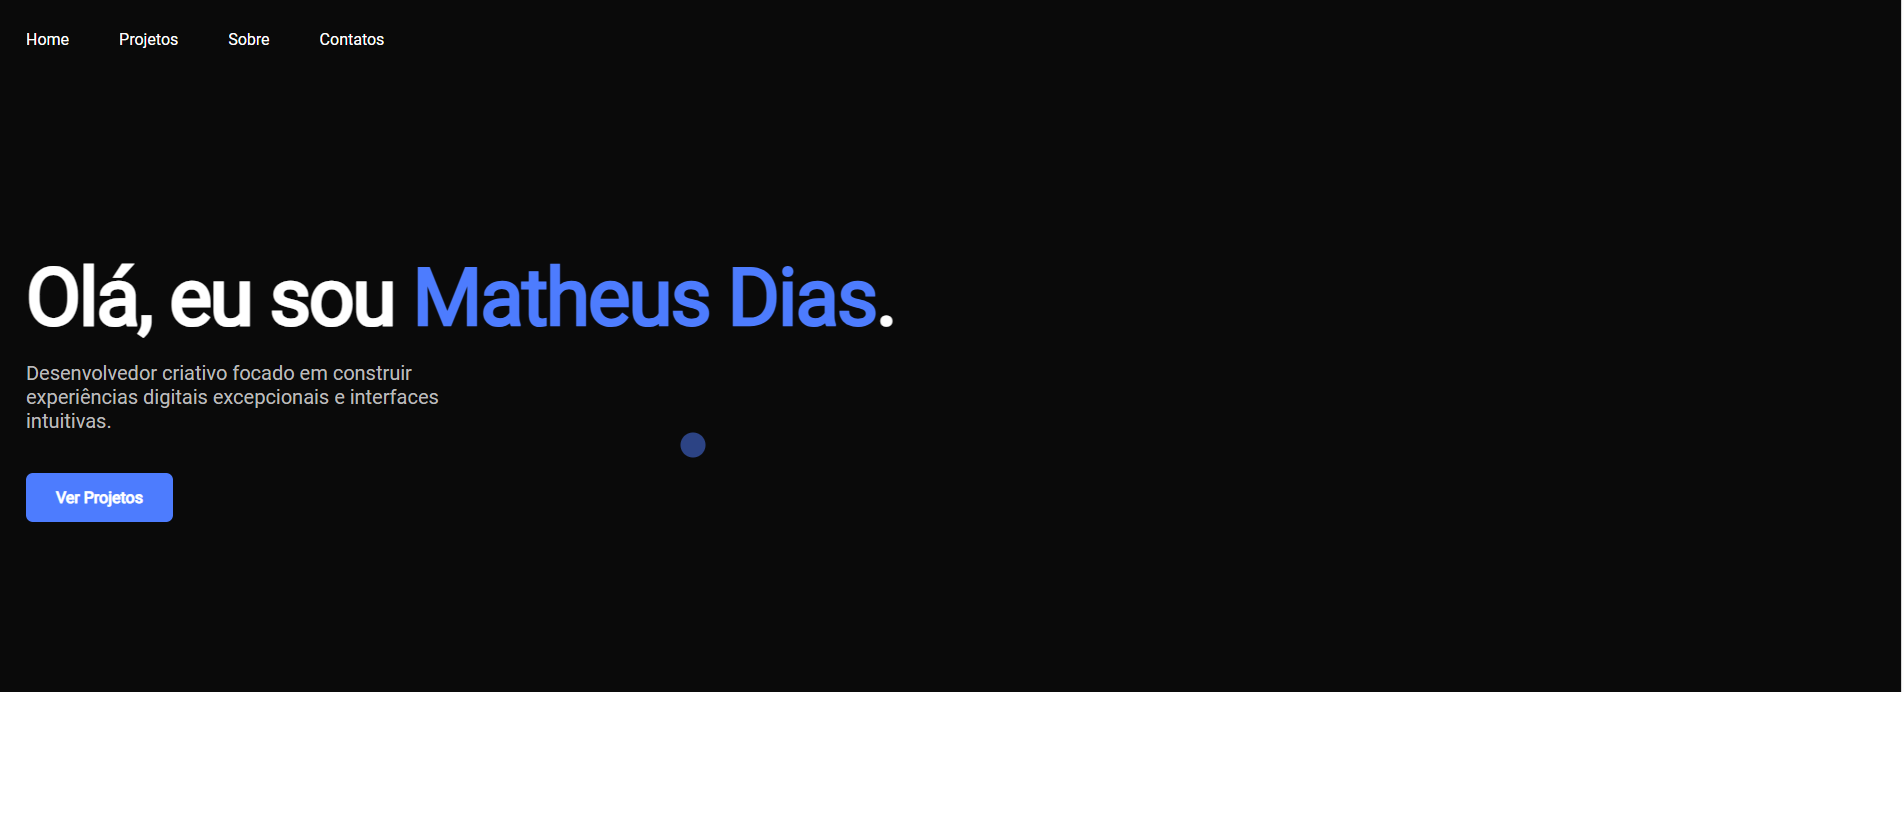 Home Projetos Sobre Contatos
Olá, eu sou Matheus Dias.
Desenvolvedor criativo focado em construir
experiências digitais excepcionais e interfaces
intuitivas.
Ver Projetos